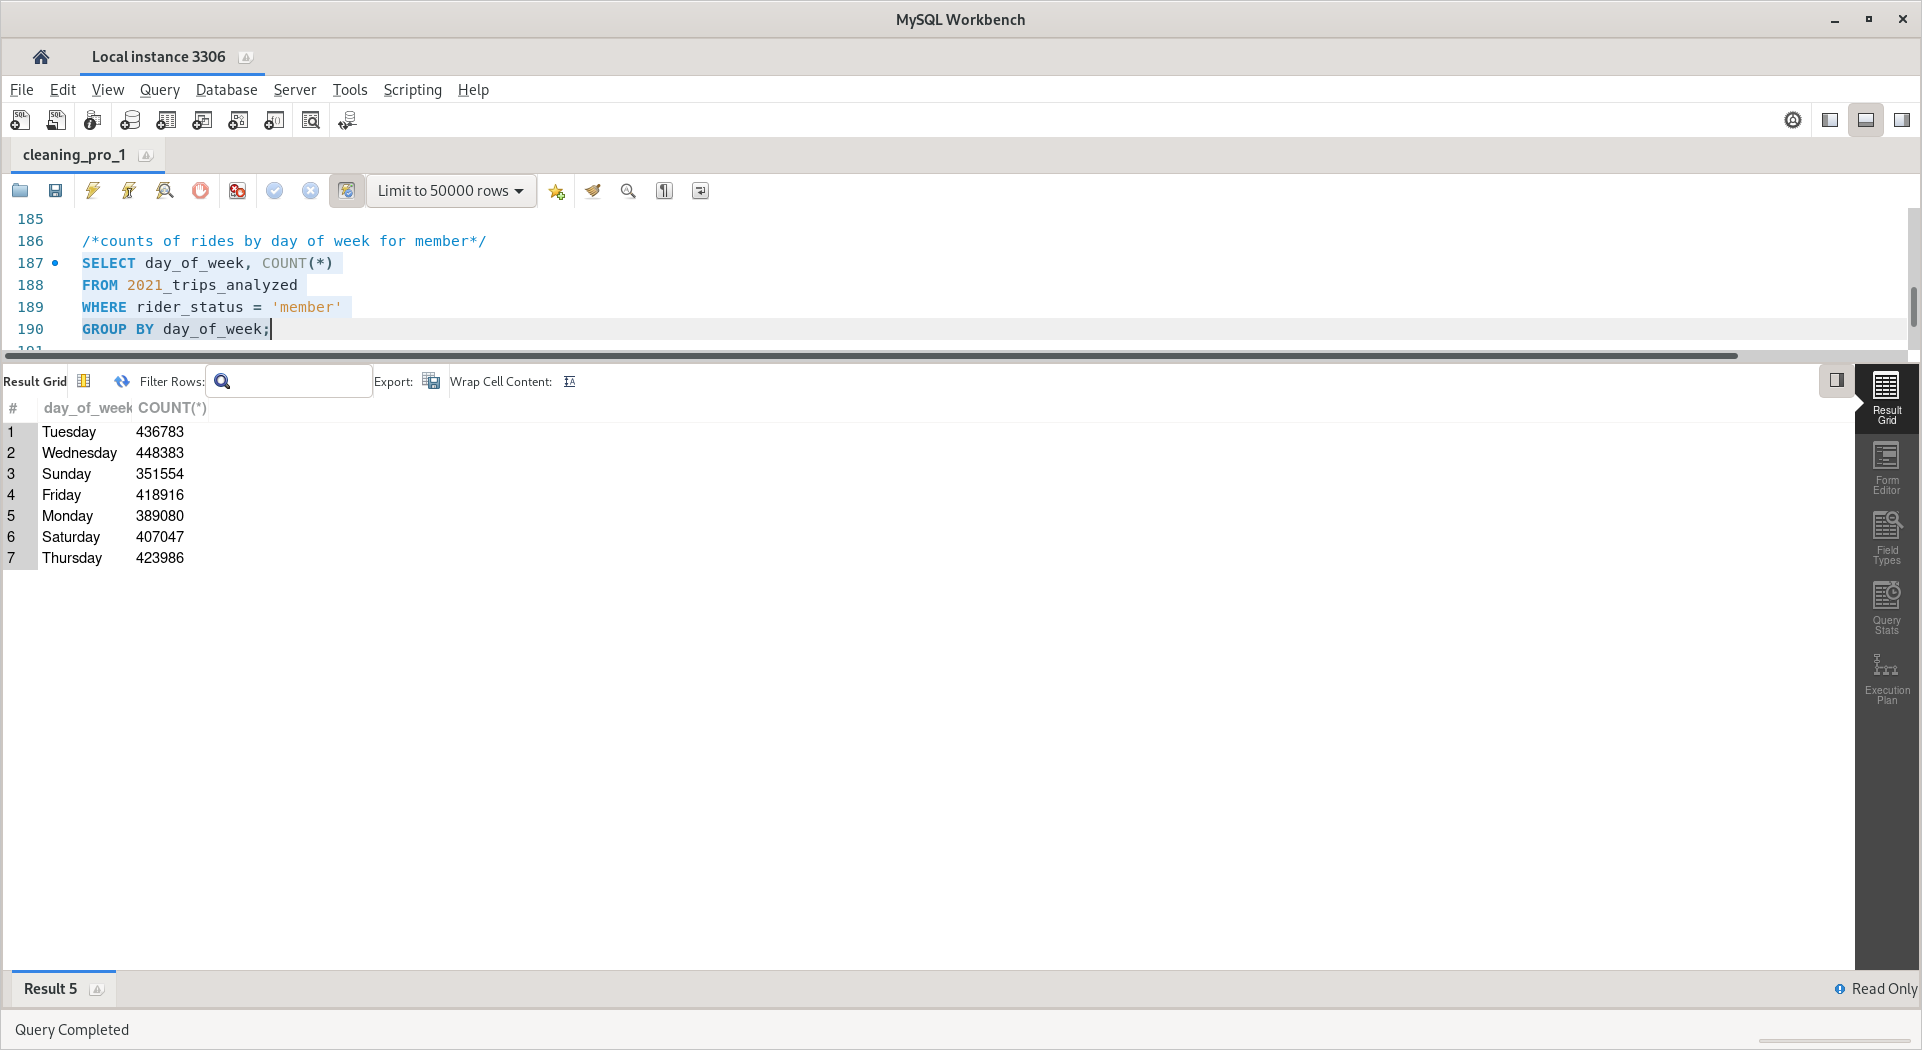 MySQL Workbench
Local instance 3306
File Edit View Query Database Server Tools Scripting Help
cleaning_pro_1
Limit to 50000 rows
185
186 /*counts of rides by day of week for member*/
187 SELECT day_of_week, COUNT(*)
188 FROM 2021_trips_analyzed
189 WHERE rider_status = 'member'
190 GROUP BY day_of_week;
191
Result Grid Filter Rows: Export: Wrap Cell Content:
# day_of_week COUNT(*)
1 Tuesday 436783
2 Wednesday 448383
3 Sunday 351554
4 Friday 418916
5 Monday 389080
6 Saturday 407047
7 Thursday 423986
Result
Grid
Form
Editor
Field
Types
Query
Stats
Execution
Plan
Result 5
Read Only
Query Completed